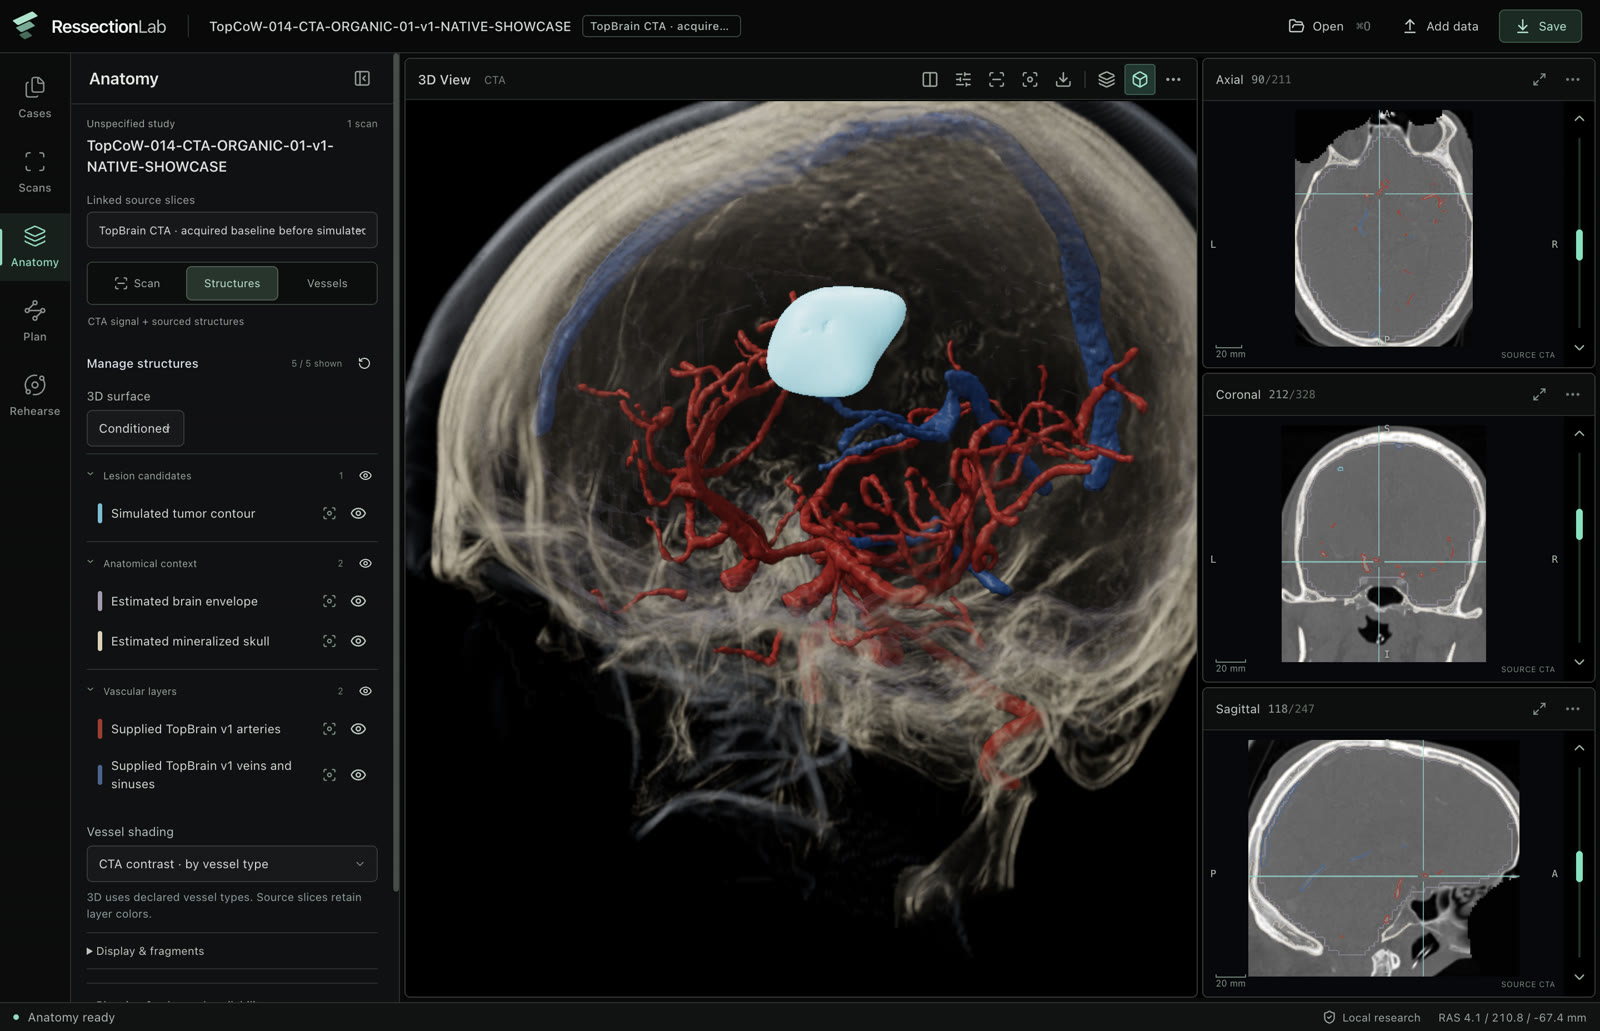 RessectionLab
TopCoW-014-CTA-ORGANIC-01-v1-NATIVE-SHOWCASE
TopBrain CTA · acquire...
Open ⌘O
Add data
Save
Cases
Scans
Anatomy
Plan
Rehearse
Anatomy
Unspecified study
1 scan
TopCoW-014-CTA-ORGANIC-01-v1-
NATIVE-SHOWCASE
Linked source slices
TopBrain CTA · acquired baseline before simulated
Scan
Structures
Vessels
CTA signal + sourced structures
Manage structures
5 / 5 shown
3D surface
Conditioned
Lesion candidates
1
Simulated tumor contour
Anatomical context
2
Estimated brain envelope
Estimated mineralized skull
Vascular layers
2
Supplied TopBrain v1 arteries
Supplied TopBrain v1 veins and
sinuses
Vessel shading
CTA contrast · by vessel type
3D uses declared vessel types. Source slices retain
layer colors.
Display & fragments
3D View CTA
Axial 90/211
A
L
R
P
20 mm
SOURCE CTA
Coronal 212/328
S
L
R
I
20 mm
SOURCE CTA
Sagittal 118/247
P
A
20 mm
SOURCE CTA
Anatomy ready
Local research
RAS 4.1 / 210.8 / -67.4 mm